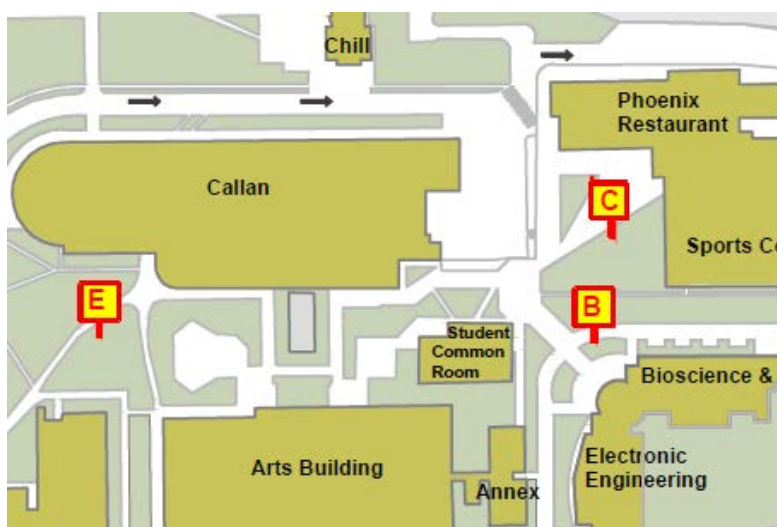 Chill
Phoenix
Restaurant
Callan
C
Sports Co
E
B
Student
Common
Room
Bioscience &
Arts Building
Electronic
Engineering
Annex